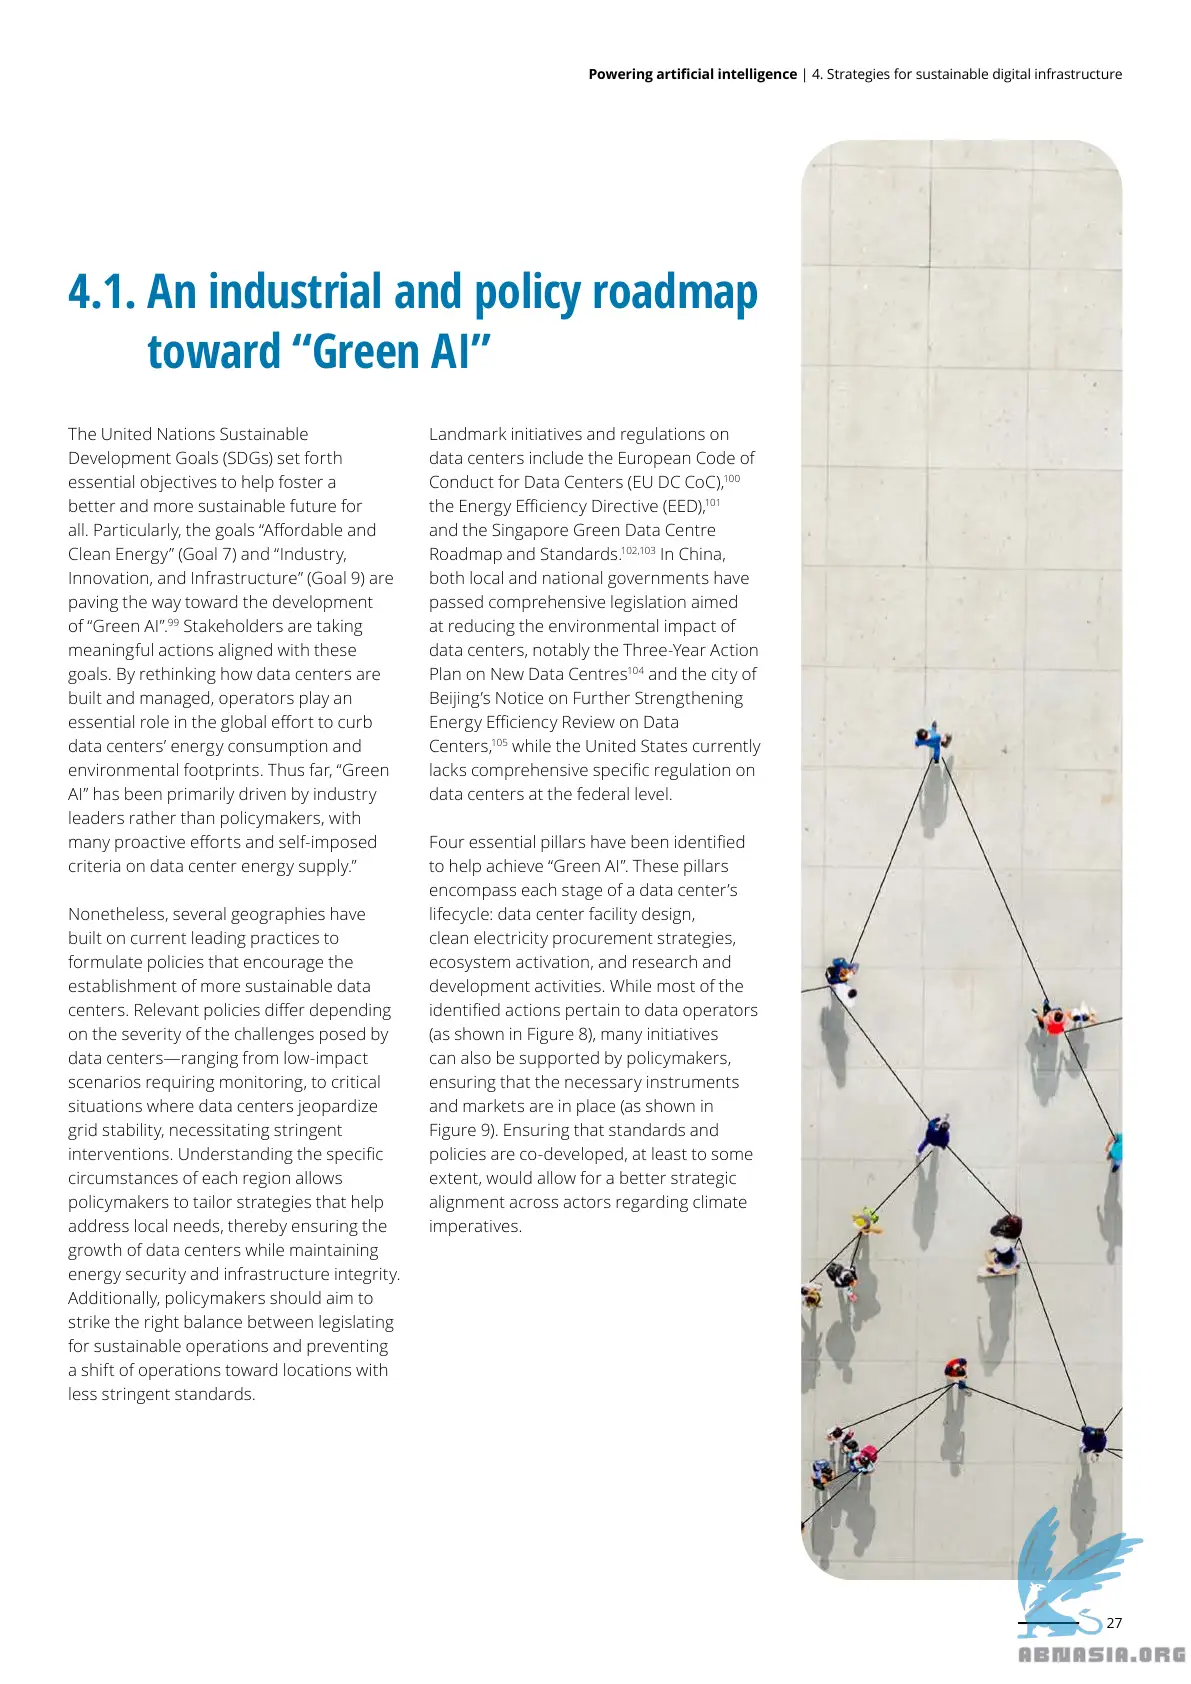 Powering artificial intelligence | 4. Strategies for sustainable digital infrastructure
4.1. An industrial and policy roadmap
toward “Green AI”
The United Nations Sustainable
Development Goals (SDGs) set forth
essential objectives to help foster a
better and more sustainable future for
all. Particularly, the goals “Affordable and
Clean Energy” (Goal 7) and “Industry,
Innovation, and Infrastructure” (Goal 9) are
paving the way toward the development
of “Green AI”.99 Stakeholders are taking
meaningful actions aligned with these
goals. By rethinking how data centers are
built and managed, operators play an
essential role in the global effort to curb
data centers’ energy consumption and
environmental footprints. Thus far, “Green
AI” has been primarily driven by industry
leaders rather than policymakers, with
many proactive efforts and self-imposed
criteria on data center energy supply.”
Nonetheless, several geographies have
built on current leading practices to
formulate policies that encourage the
establishment of more sustainable data
centers. Relevant policies differ depending
on the severity of the challenges posed by
data centers—ranging from low-impact
scenarios requiring monitoring, to critical
situations where data centers jeopardize
grid stability, necessitating stringent
interventions. Understanding the specific
circumstances of each region allows
policymakers to tailor strategies that help
address local needs, thereby ensuring the
growth of data centers while maintaining
energy security and infrastructure integrity.
Additionally, policymakers should aim to
strike the right balance between legislating
for sustainable operations and preventing
a shift of operations toward locations with
less stringent standards.
Landmark initiatives and regulations on
data centers include the European Code of
Conduct for Data Centers (EU DC CoC),100
the Energy Efficiency Directive (EED),101
and the Singapore Green Data Centre
Roadmap and Standards.102,103 In China,
both local and national governments have
passed comprehensive legislation aimed
at reducing the environmental impact of
data centers, notably the Three-Year Action
Plan on New Data Centres104 and the city of
Beijing’s Notice on Further Strengthening
Energy Efficiency Review on Data
Centers,105 while the United States currently
lacks comprehensive specific regulation on
data centers at the federal level.
Four essential pillars have been identified
to help achieve “Green AI”. These pillars
encompass each stage of a data center’s
lifecycle: data center facility design,
clean electricity procurement strategies,
ecosystem activation, and research and
development activities. While most of the
identified actions pertain to data operators
(as shown in Figure 8), many initiatives
can also be supported by policymakers,
ensuring that the necessary instruments
and markets are in place (as shown in
Figure 9). Ensuring that standards and
policies are co-developed, at least to some
extent, would allow for a better strategic
alignment across actors regarding climate
imperatives.
27
ABNASIA.ORG